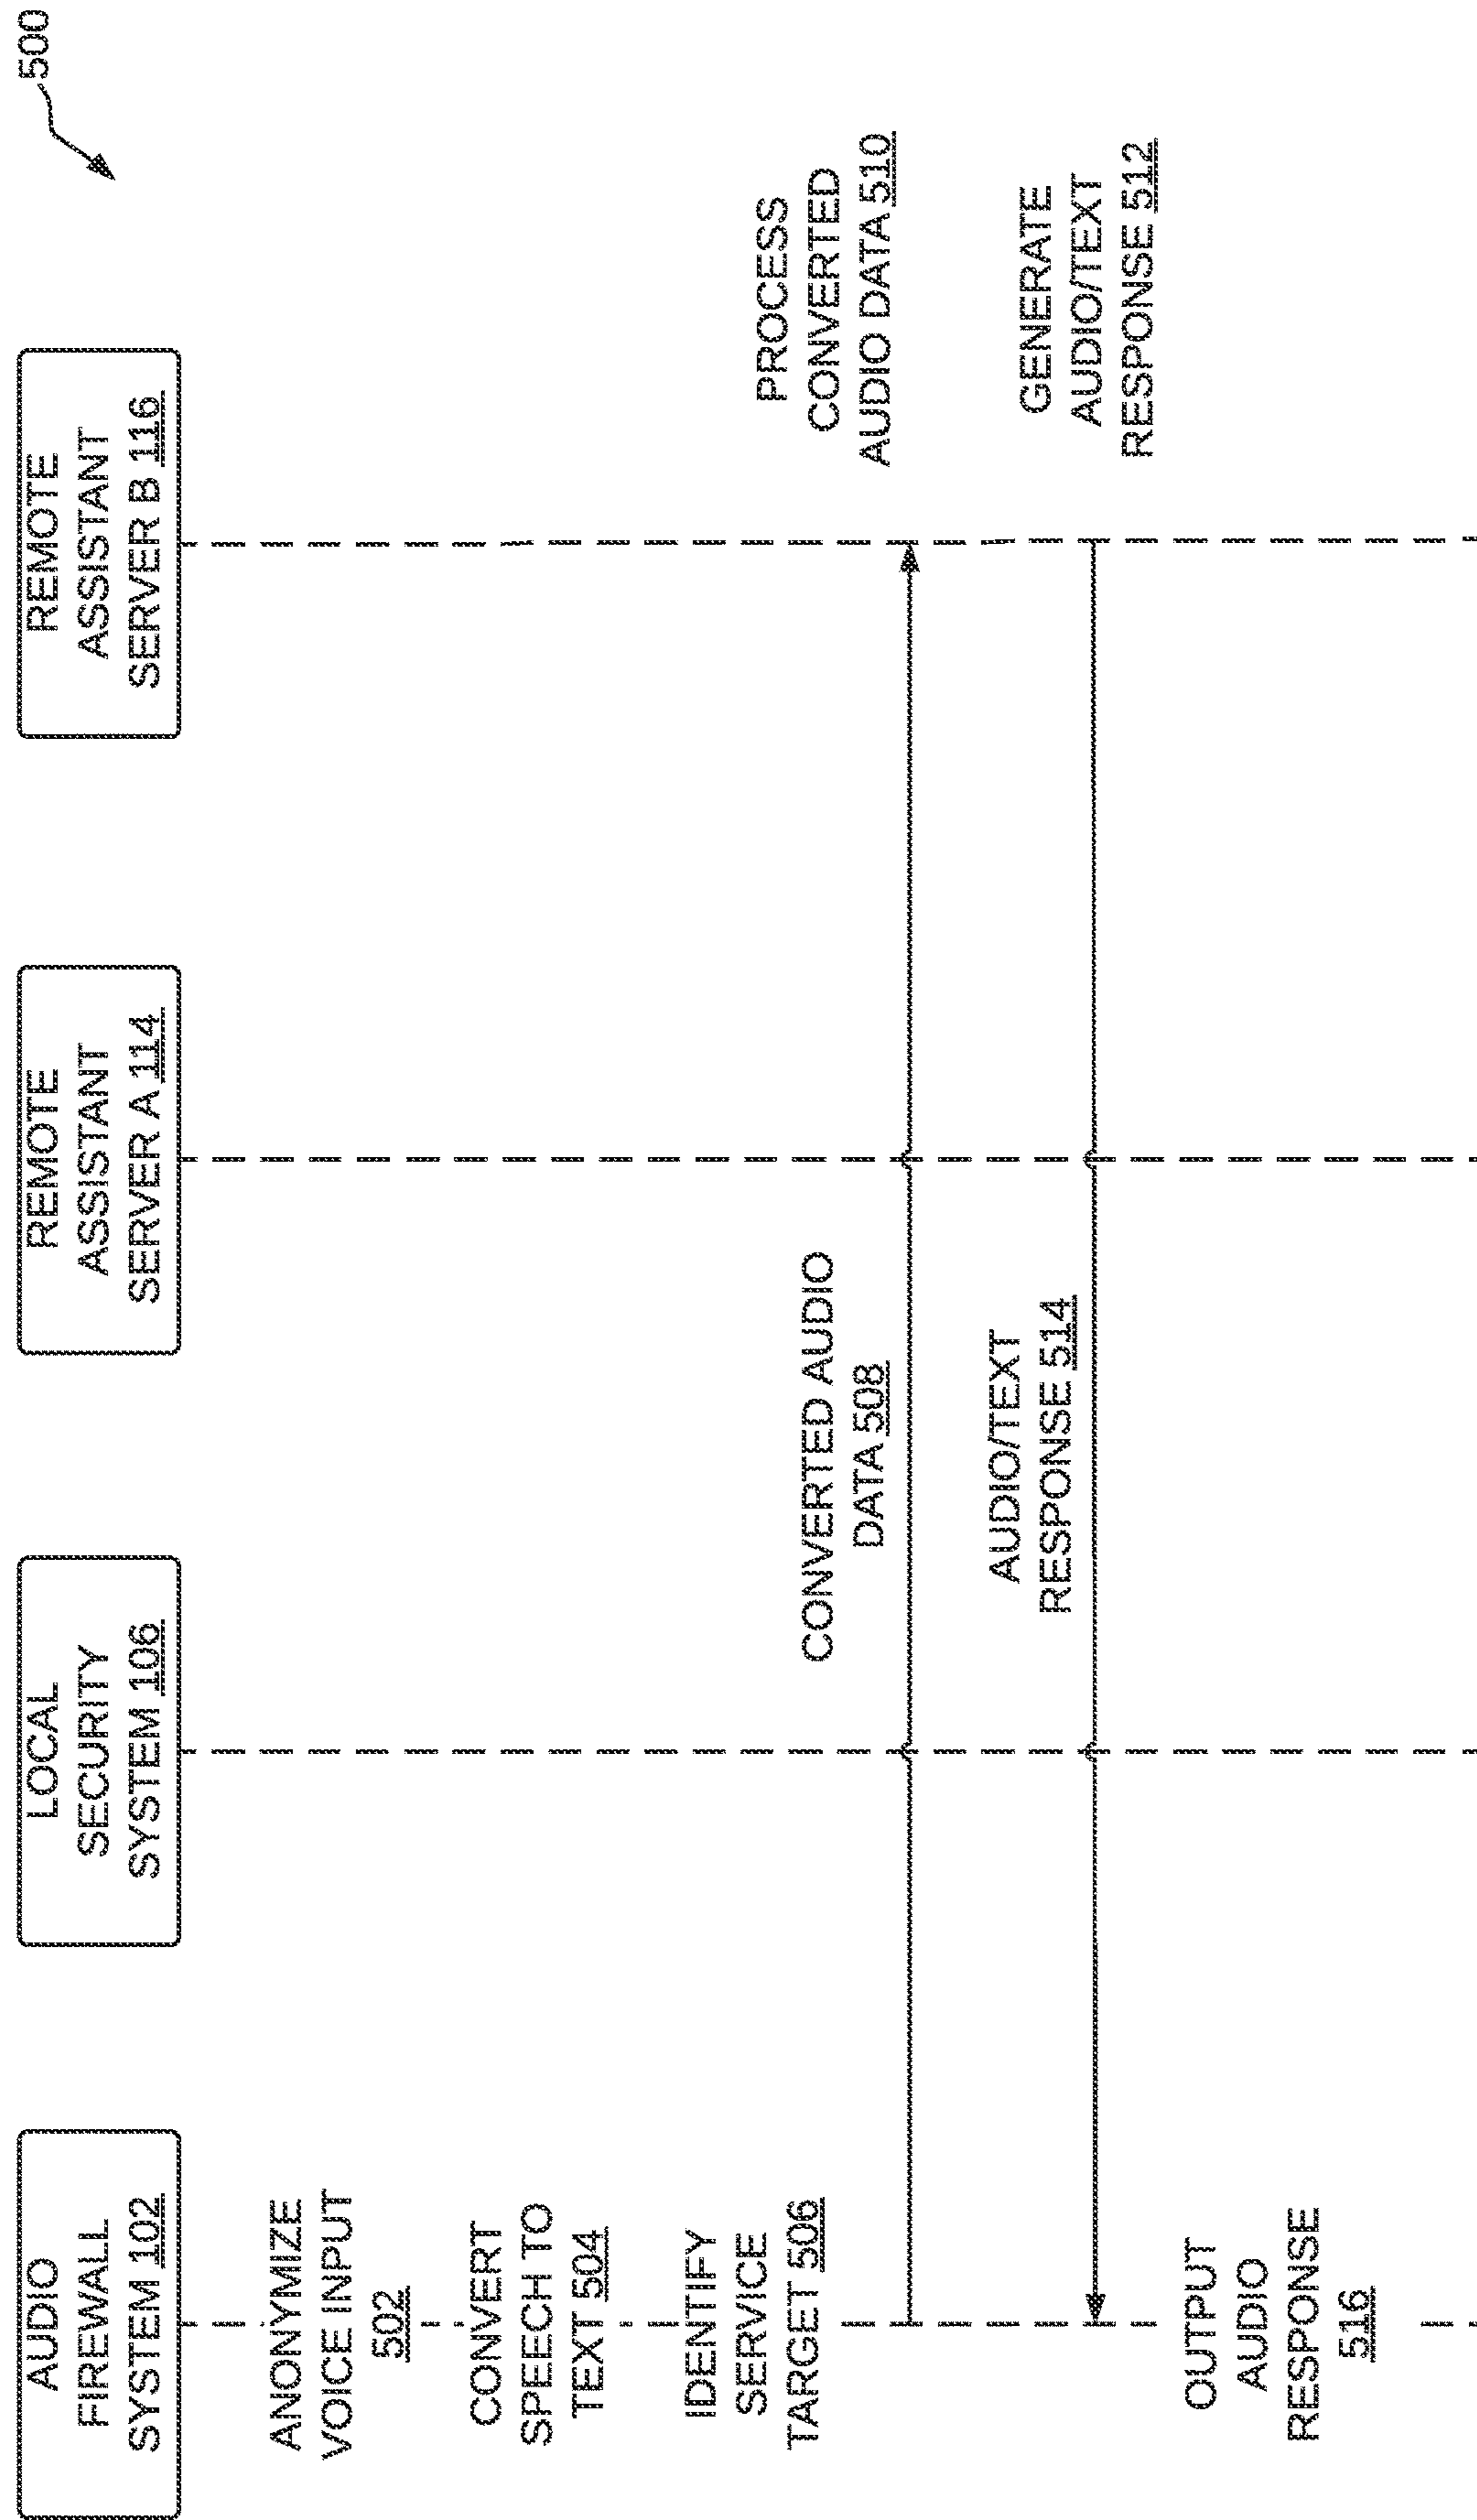 500
AUDIO
FIREWALL
SYSTEM 102
LOCAL
SECURITY
SYSTEM 106
REMOTE
ASSISTANT
SERVER A 114
REMOTE
ASSISTANT
SERVER B 116
ANONYMIZE
VOICE INPUT
502
CONVERT
SPEECH TO
TEXT 504
IDENTIFY
SERVICE
TARGET 506
CONVERTED AUDIO
DATA 508
PROCESS
CONVERTED
AUDIO DATA 510
GENERATE
AUDIO/TEXT
RESPONSE 512
AUDIO/TEXT
RESPONSE 514
OUTPUT
AUDIO
RESPONSE
516